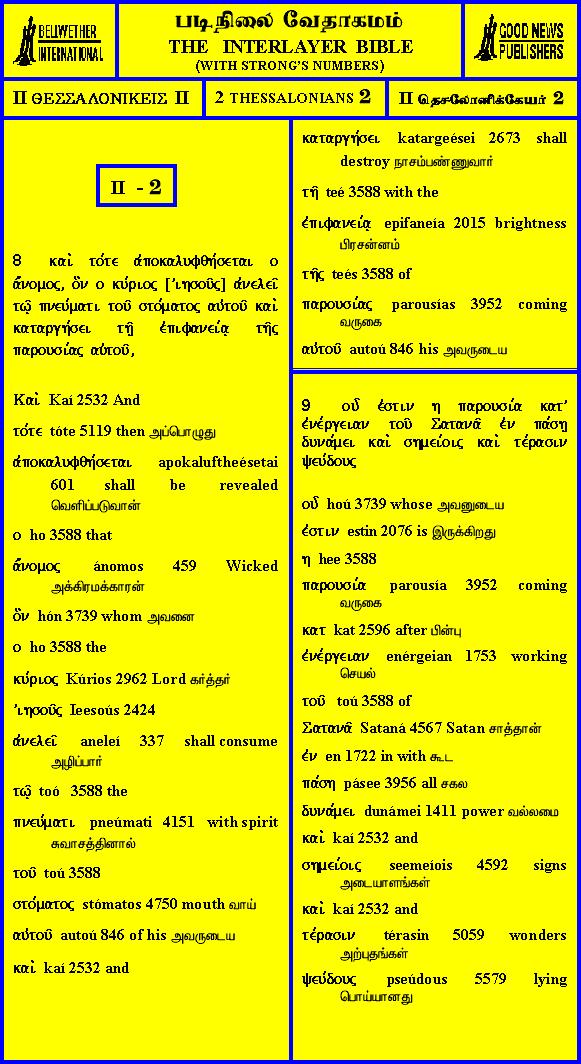 BELLWETHER
INTERNATIONAL
படிநிலை வேதாகமம்
THE INTERLAYER BIBLE
(WITH STRONG'S NUMBERS)
GOOD NEWS
PUBLISHERS
II ΘΕΣΣΑΛΟΝΙΚΕΙΣ II
2 THESSALONIANS 2
II தெசலோனிக்கேயர் 2
II - 2
8 καὶ τότε ἀποκαλυφθήσεται ο
ἄνομος, ὃν ο κύριος [᾿ιησοῦς] ἀνελεῖ
τῷ πνεύματι τοῦ στόματος αὐτοῦ καὶ
καταργήσει τῇ ἐπιφανείᾳ τῆς
παρουσίας αὐτοῦ,
Καὶ Kaí 2532 And
τότε tóte 5119 then அப்பொழுது
ἀποκαλυφθήσεται apokaluftheésetai
601 shall be revealed
வெளிப்படுவான்
ο ho 3588 that
ἄνομος ánomos 459 Wicked
அக்கிரமக்காரன்
ὃν hón 3739 whom அவனை
ο ho 3588 the
κύριος Kúrios 2962 Lord கர்த்தர்
᾿ιησοῦς Ieesoús 2424
ἀνελεῖ aneleí 337 shall consume
அழிப்பார்
τῷ toó 3588 the
πνεύματι pneúmati 4151 with spirit
சுவாசத்தினால்
τοῦ toú 3588
στόματος stómatos 4750 mouth வாய்
αὐτοῦ autoú 846 of his அவருடைய
καὶ kaí 2532 and
καταργήσει katargeései 2673 shall
destroy நாசம்பண்ணுவார்
τῇ teé 3588 with the
ἐπιφανείᾳ epifaneía 2015 brightness
பிரசன்னம்
τῆς teés 3588 of
παρουσίας parousías 3952 coming
வருகை
αὐτοῦ autoú 846 his அவருடைய
9 οὗ ἐστιν η παρουσία κατ᾿
ἐνέργειαν τοῦ Σατανᾶ ἐν πάσῃ
δυνάμει καὶ σημείοις καὶ τέρασιν
ψεύδους
οὗ hoú 3739 whose அவனுடைய
ἐστιν estin 2076 is இருக்கிறது
η hee 3588
παρουσία parousía 3952 coming
வருகை
κατ kat 2596 after பின்பு
ἐνέργειαν enérgeian 1753 working
செயல்
τοῦ toú 3588 of
Σατανᾶ Sataná 4567 Satan சாத்தான்
ἐν en 1722 in with கூட
πάσῃ pásee 3956 all சகல
δυνάμει dunámei 1411 power வல்லமை
καὶ kaí 2532 and
σημείοις seemeíois 4592 signs
அடையாளங்கள்
καὶ kaí 2532 and
τέρασιν térasin 5059 wonders
அற்புதங்கள்
ψεύδους pseúdous 5579 lying
பொய்யானது